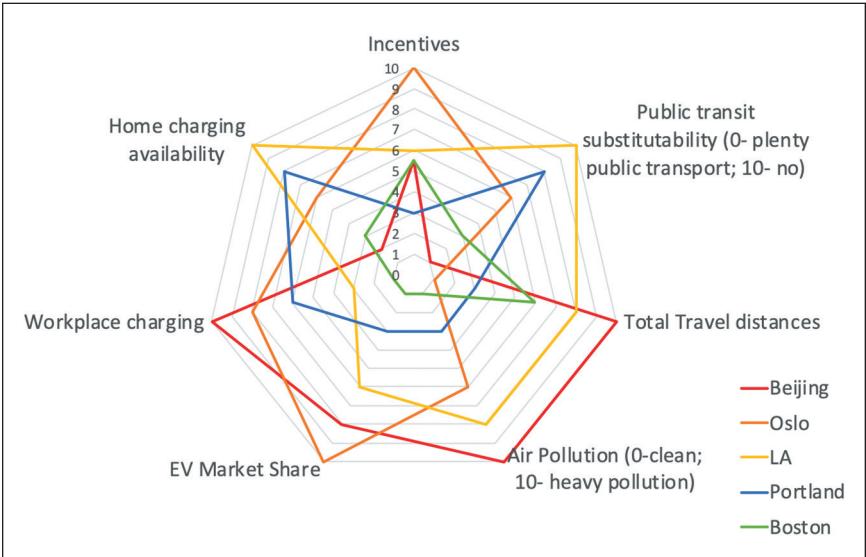 Incentives
10
9
8
7
6
5
4
3
2
1
0
Public transit
substitutability (0- plenty
public transport; 10- no)
Home charging
availability
Workplace charging
Total Travel distances
EV Market Share
Air Pollution (0-clean;
10- heavy pollution)
Beijing
Oslo
LA
Portland
Boston